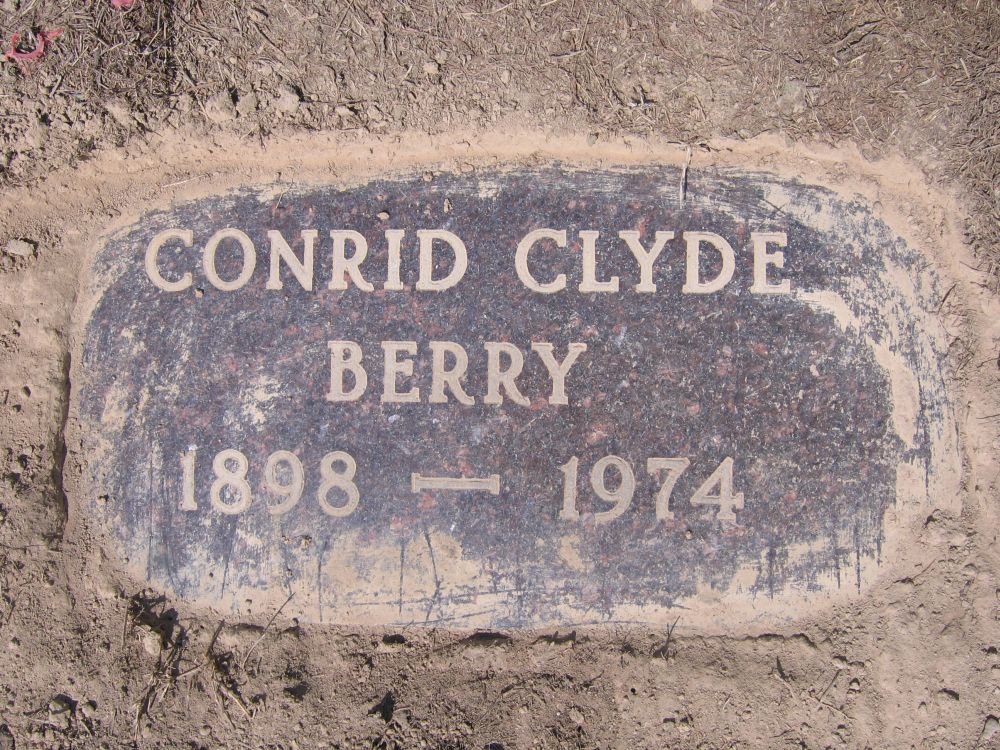 CONRID CLYDE
BERRY
1898 — 1974